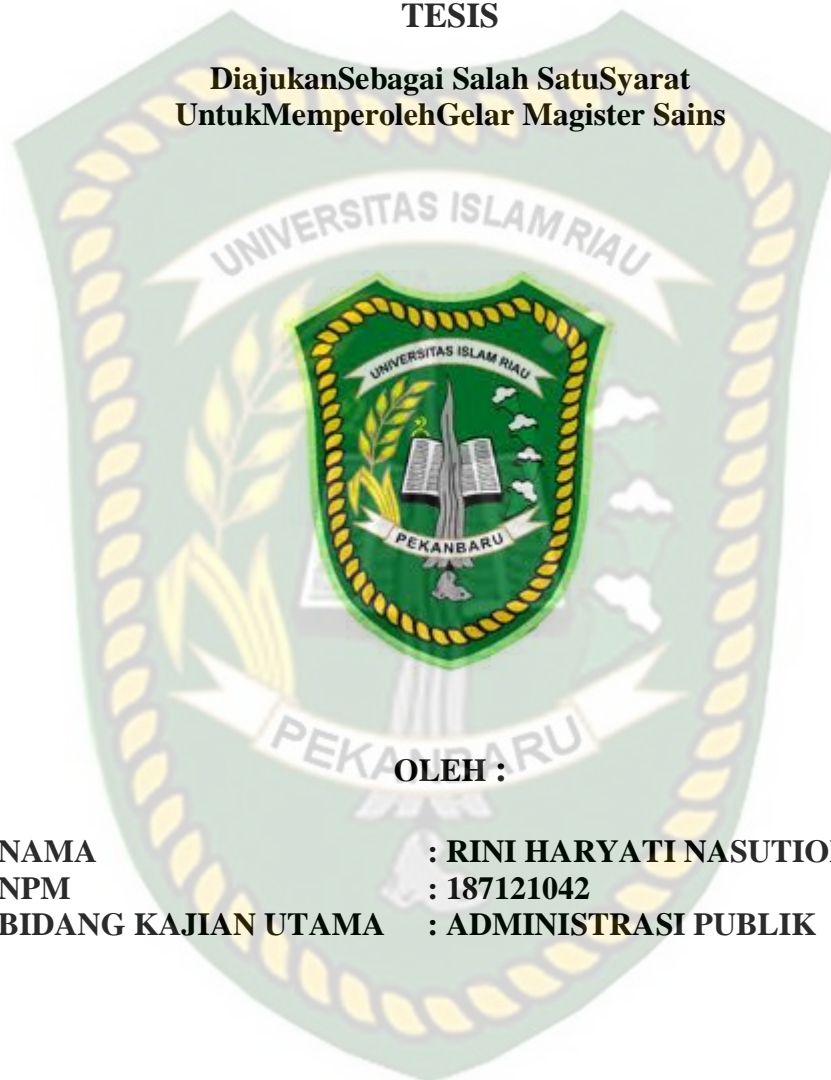 TESIS
DiajukanSebagai Salah SatuSyarat
UntukMemperolehGelar Magister Sains
UNIVERSITAS ISLAM RIAU
UNIVERSITAS ISLAM RIAU
PEKANBARU
PEKANBARU
OLEH :
NAMA : RINI HARYATI NASUTIO
NPM : 187121042
BIDANG KAJIAN UTAMA : ADMINISTRASI PUBLIK